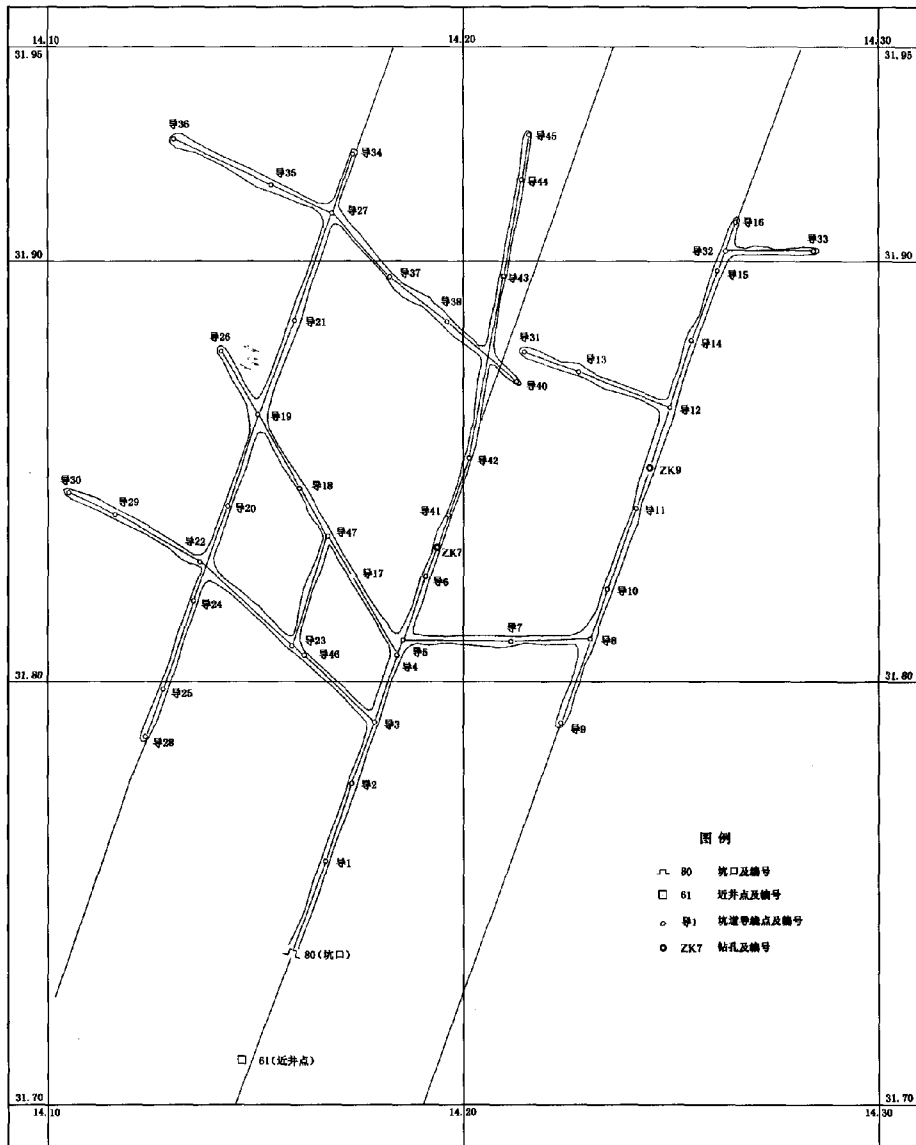 14.10
14.20
14.30
31.95
31.95
导36
导45
导34
导35
导44
导27
导16
导32
导33
31.90
31.90
导37
导43
导15
导38
导21
导26
导31
导14
导13
导40
导12
导19
导42
ZK9
导30
导18
导29
导20
导41
导11
导47
ZK7
导22
导17
导6
导10
导24
导7
导23
导8
导46
导5
导4
31.80
31.80
导25
导3
导9
导28
导2
图例
导1
80 坑口及编号
61 近井点及编号
导1 坑道导线点及编号
ZK7 钻孔及编号
80(坑口)
61(近井点)
31.70
31.70
14.10
14.20
14.30